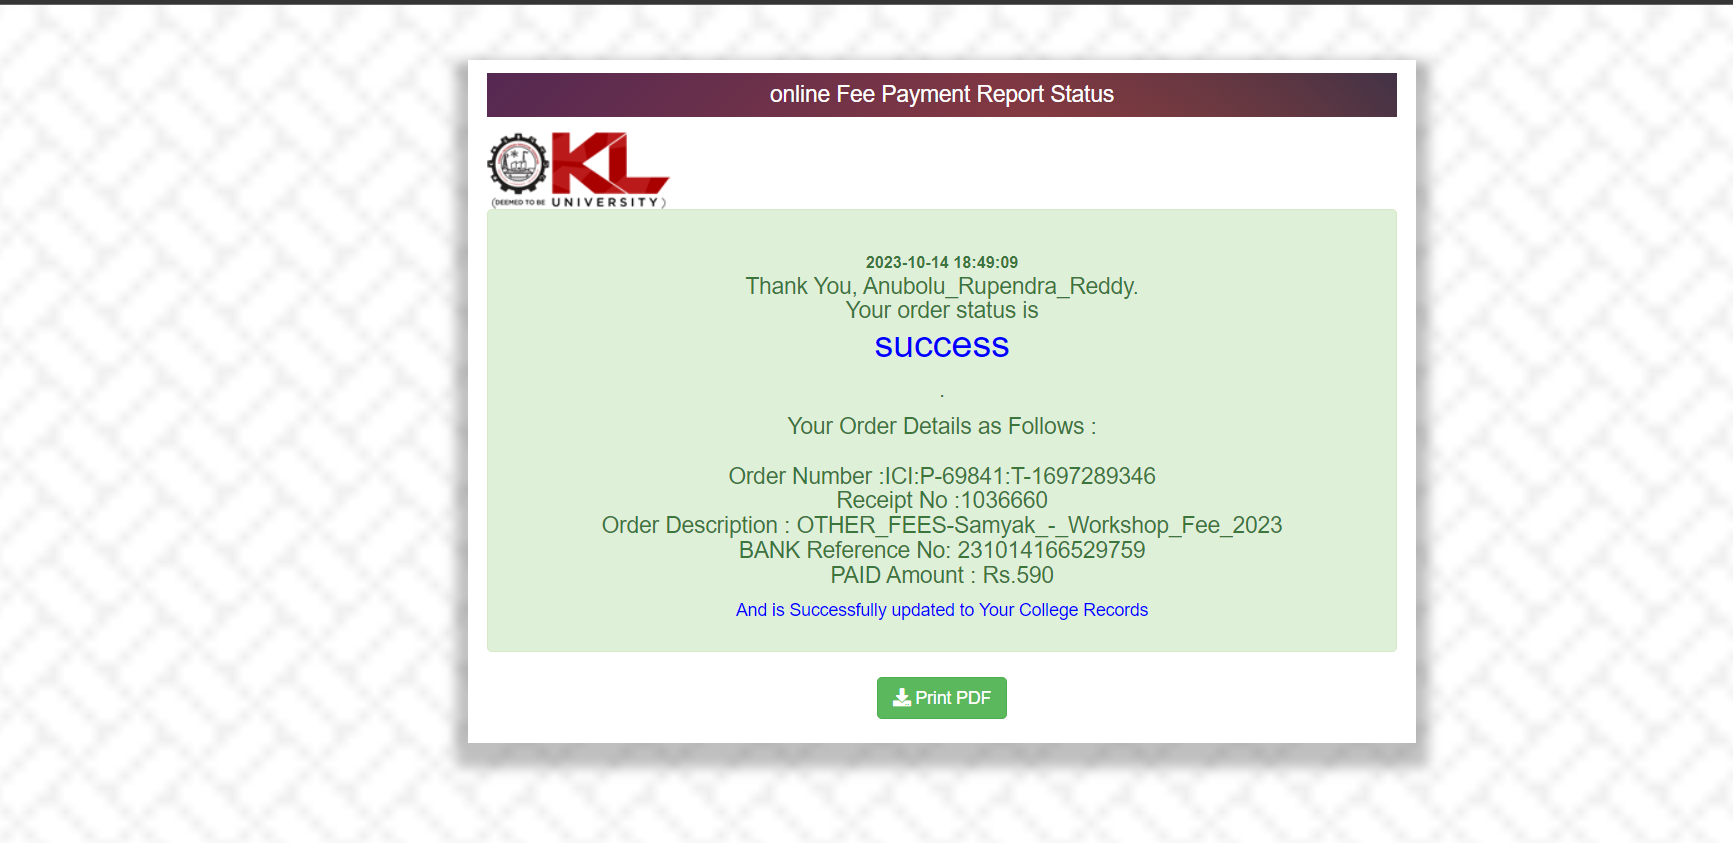 online Fee Payment Report Status
KL
(DEEMED TO BE UNIVERSITY)
2023-10-14 18:49:09
Thank You, Anubolu_Rupendra_Reddy.
Your order status is
success
.
Your Order Details as Follows :
Order Number :ICI:P-69841:T-1697289346
Receipt No :1036660
Order Description : OTHER_FEES-Samyak_-_Workshop_Fee_2023
BANK Reference No: 231014166529759
PAID Amount : Rs.590
And is Successfully updated to Your College Records
Print PDF